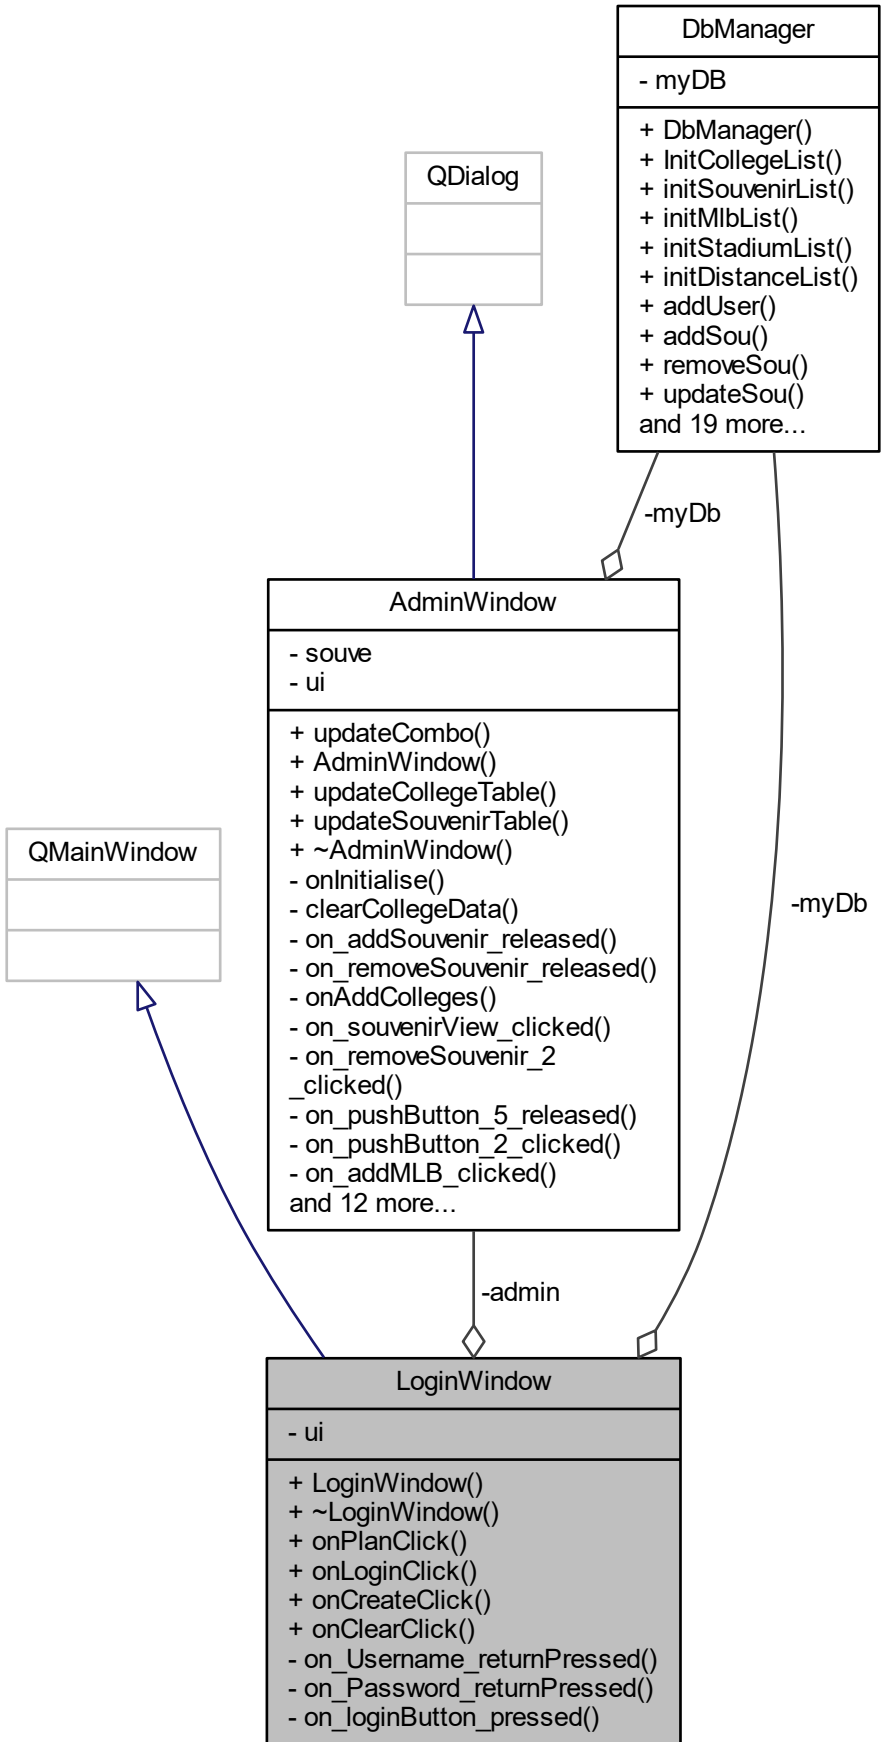 DbManager
- myDB
+ DbManager()
+ InitCollegeList()
+ initSouvenirList()
+ initMlbList()
+ initStadiumList()
+ initDistanceList()
+ addUser()
+ addSou()
+ removeSou()
+ updateSou()
and 19 more...
QDialog
-myDb
AdminWindow
- souve
- ui
+ updateCombo()
+ AdminWindow()
+ updateCollegeTable()
+ updateSouvenirTable()
+ ~AdminWindow()
- onInitialise()
- clearCollegeData()
- on_addSouvenir_released()
- on_removeSouvenir_released()
- onAddColleges()
- on_souvenirView_clicked()
- on_removeSouvenir_2
_clicked()
- on_pushButton_5_released()
- on_pushButton_2_clicked()
- on_addMLB_clicked()
and 12 more...
QMainWindow
-myDb
-admin
LoginWindow
- ui
+ LoginWindow()
+ ~LoginWindow()
+ onPlanClick()
+ onLoginClick()
+ onCreateClick()
+ onClearClick()
- on_Username_returnPressed()
- on_Password_returnPressed()
- on_loginButton_pressed()